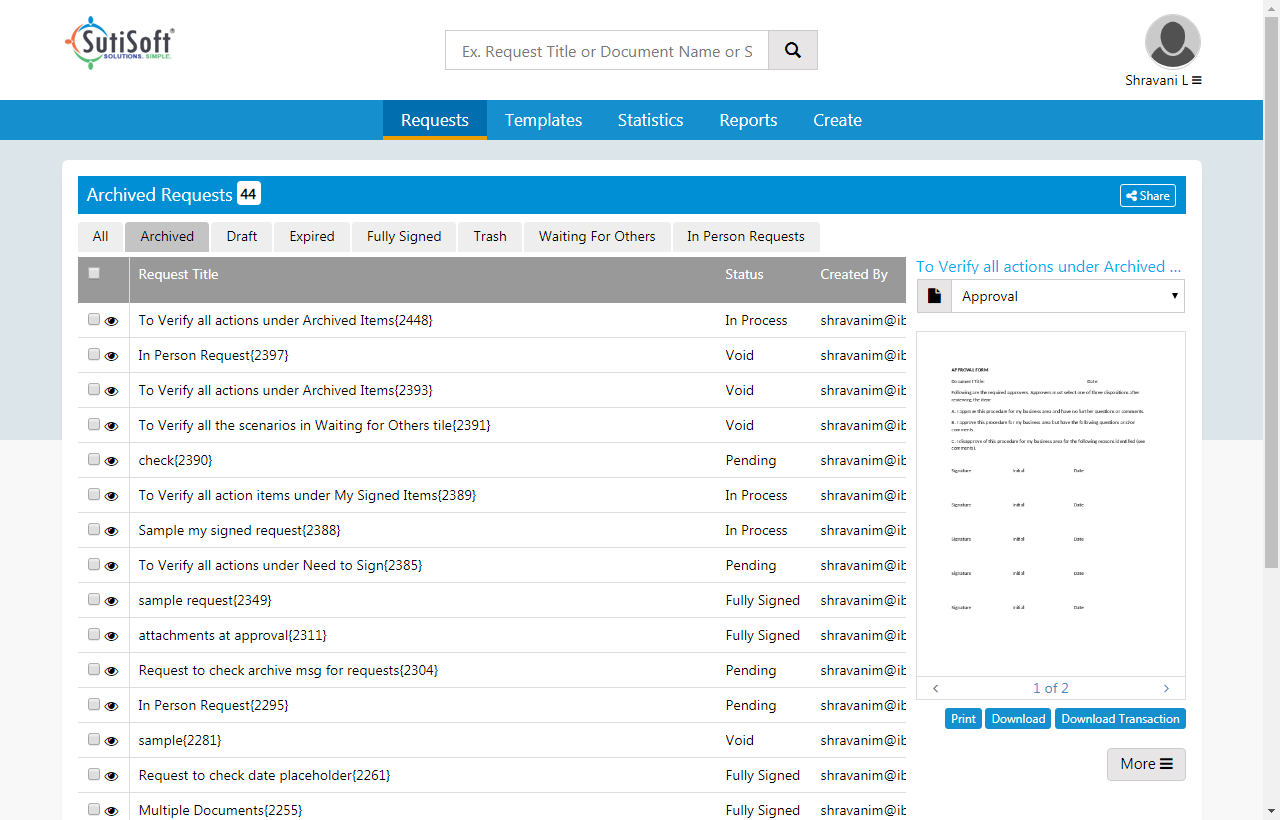 SutiSoft®
SOLUTIONS. SIMPLE.
Ex. Request Title or Document Name or S
Shravani L
Requests Templates Statistics Reports Create
Archived Requests 44
Share
All Archived Draft Expired Fully Signed Trash Waiting For Others In Person Requests
Request Title Status Created By
To Verify all actions under Archived Items{2448} In Process shravanim@ib
In Person Request{2397} Void shravanim@ib
To Verify all actions under Archived Items{2393} Void shravanim@ib
To Verify all the scenarios in Waiting for Others tile{2391} Void shravanim@ib
check{2390} Pending shravanim@ib
To Verify all action items under My Signed Items{2389} In Process shravanim@ib
Sample my signed request{2388} In Process shravanim@ib
To Verify all actions under Need to Sign{2385} Pending shravanim@ib
sample request{2349} Fully Signed shravanim@ib
attachments at approval{2311} Fully Signed shravanim@ib
Request to check archive msg for requests{2304} Pending shravanim@ib
In Person Request{2295} Pending shravanim@ib
sample{2281} Void shravanim@ib
Request to check date placeholder{2261} Fully Signed shravanim@ib
Multiple Documents{2255} Fully Signed shravanim@ib
To Verify all actions under Archived ...
Approval
APPROVAL FORM
Document Title: Date:
Following are the required approvers. Approvers must select one of three dispositions after
reviewing the item:
A. I approve this procedure for my business area and have no further questions or comments.
B. I approve this procedure for my business area but have the following questions and/or
comments.
C. I disapprove of this procedure for my business area for the following reasons identified (see
comments).
Signature Initial Date
Signature Initial Date
Signature Initial Date
Signature Initial Date
Signature Initial Date
1 of 2
Print Download Download Transaction
More